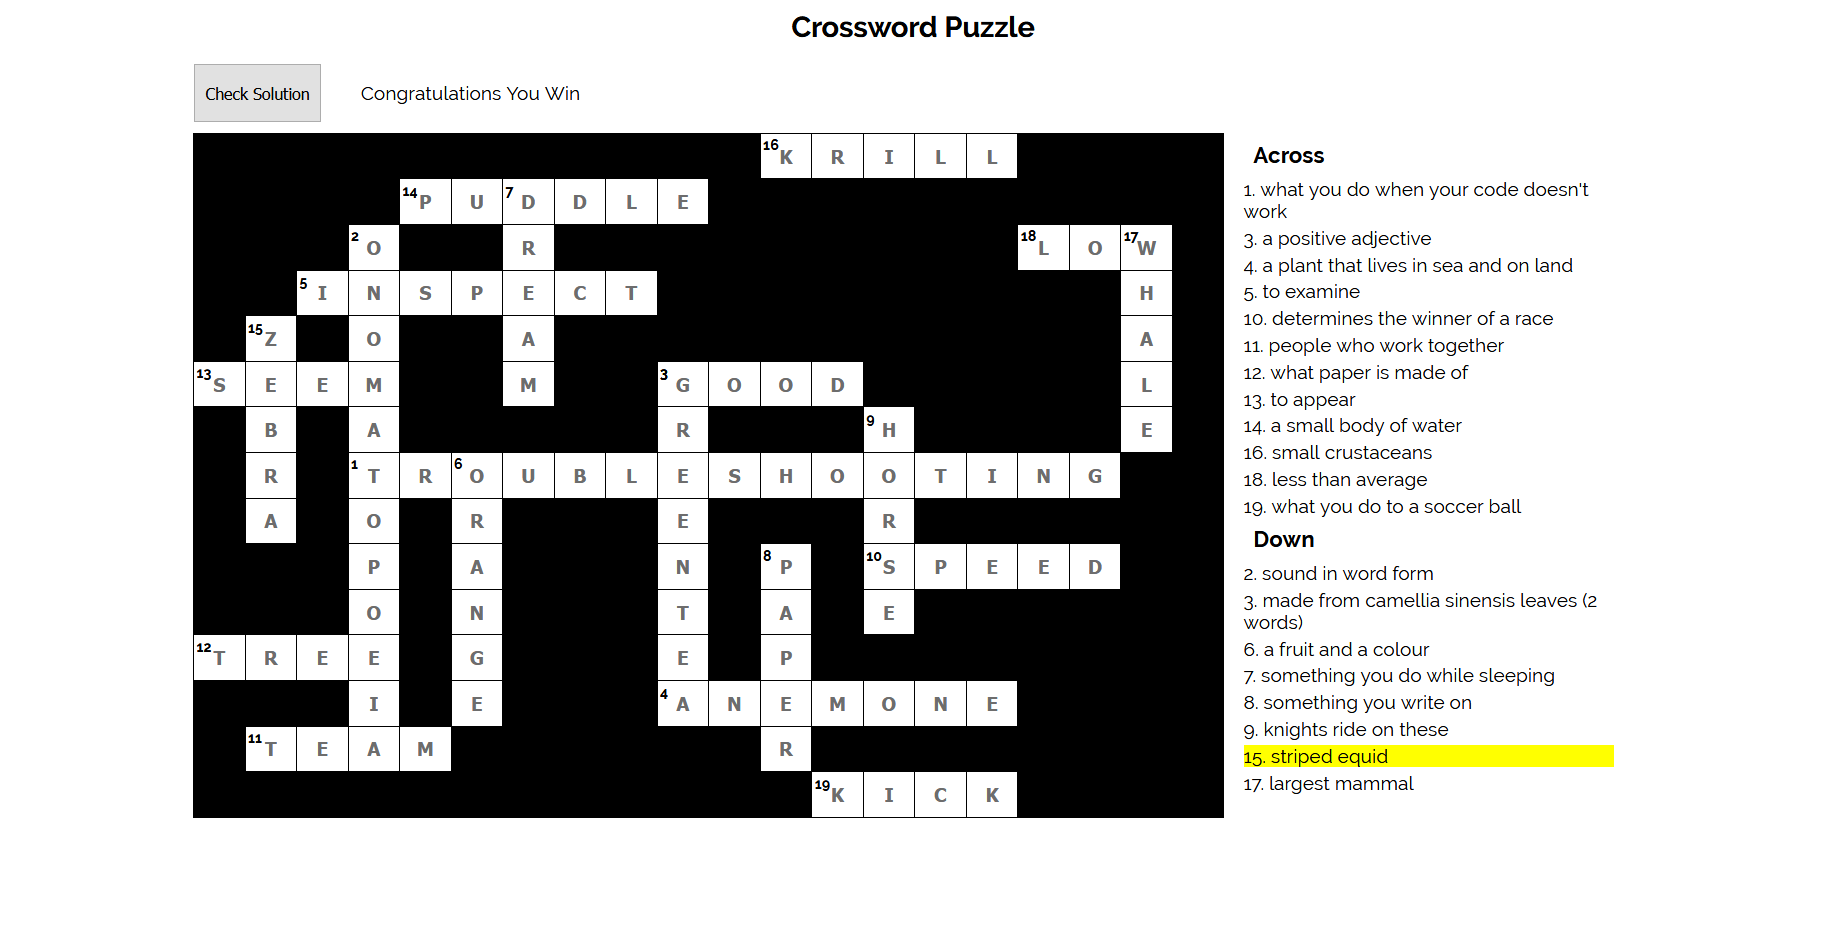 Crossword Puzzle
Check Solution Congratulations You Win
16 K R I L L
14 P U 7 D D L E
2 O R 18 L O 17 W
5 I N S P E C T H
15 Z O A A
13 S E E M M 3 G O O D L
B A R 9 H E
R 1 T R 6 O U B L E S H O O T I N G
A O R E R
P A N 8 P 10 S P E E D
O N T A E
12 T R E E G E P
I E 4 A N E M O N E
11 T E A M R
19 K I C K
Across
1. what you do when your code doesn't
work
3. a positive adjective
4. a plant that lives in sea and on land
5. to examine
10. determines the winner of a race
11. people who work together
12. what paper is made of
13. to appear
14. a small body of water
16. small crustaceans
18. less than average
19. what you do to a soccer ball
Down
2. sound in word form
3. made from camellia sinensis leaves (2
words)
6. a fruit and a colour
7. something you do while sleeping
8. something you write on
9. knights ride on these
15. striped equid
17. largest mammal